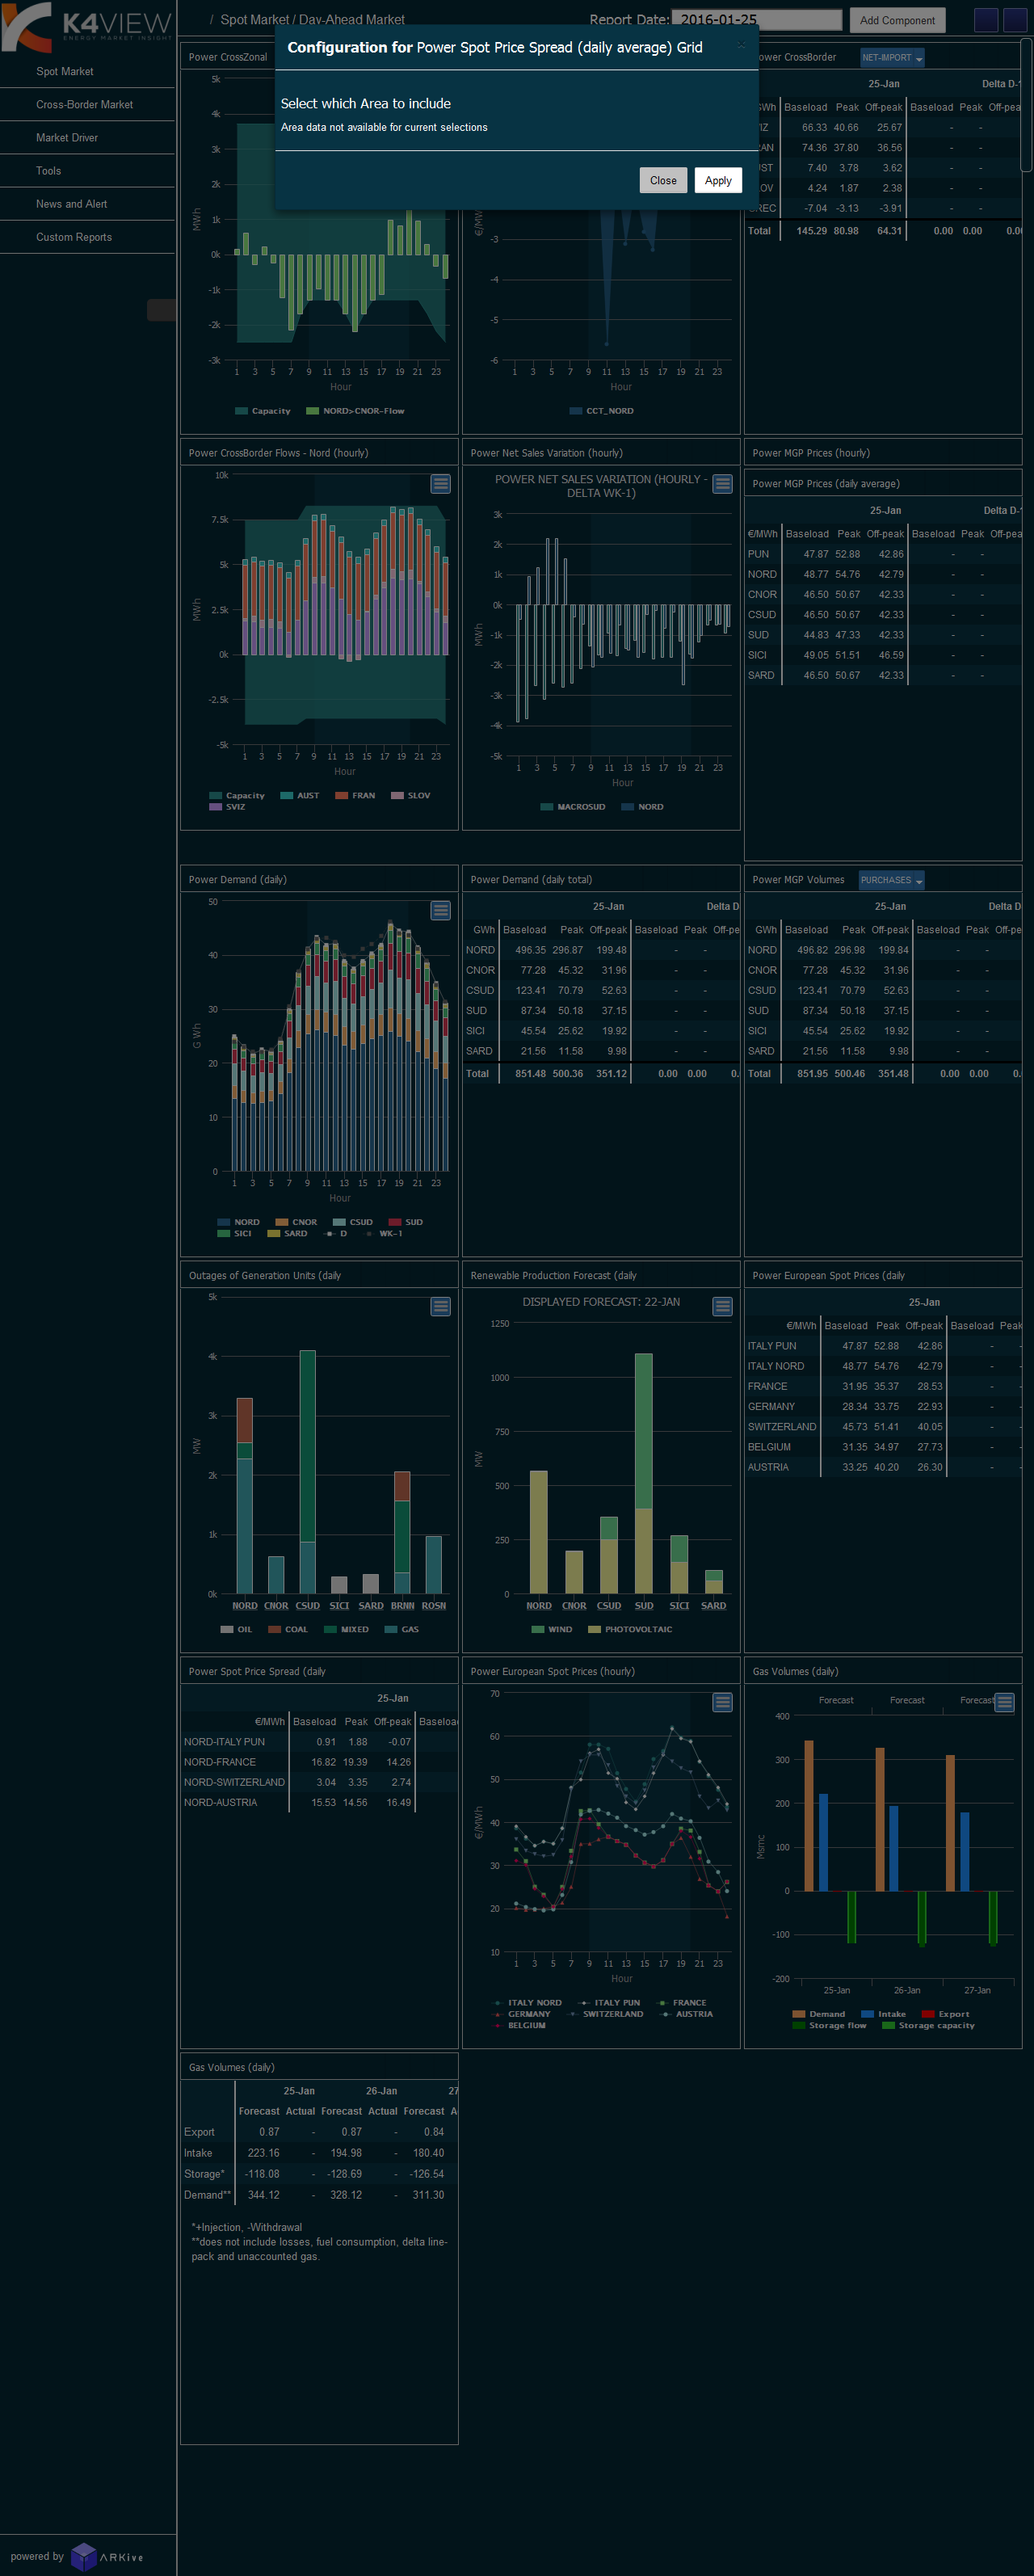 K4VIEW
ENERGY MARKET INSIGHT
/ Spot Market / Day-Ahead Market
Report Date: 2016-01-25
Add Component
Configuration for Power Spot Price Spread (daily average) Grid
×
Select which Area to include
Area data not available for current selections
Close
Apply
Spot Market
Cross-Border Market
Market Driver
Tools
News and Alert
Custom Reports
Power CrossZonal
5k
4k
3k
2k
1k
0k
-1k
-2k
-3k
MWh
1 3 5 7 9 11 13 15 17 19 21 23
Hour
Capacity NORD>CNOR-Flow
€/MW
-3
-4
-5
-6
1 3 5 7 9 11 13 15 17 19 21 23
Hour
CCT_NORD
ower CrossBorder NET-IMPORT
25-Jan Delta D-1
Wh Baseload Peak Off-peak Baseload Peak Off-pea
IZ 66.33 40.66 25.67 - -
RAN 74.36 37.80 36.56 - -
UST 7.40 3.78 3.62 - -
LOV 4.24 1.87 2.38 - -
REC -7.04 -3.13 -3.91 - -
Total 145.29 80.98 64.31 0.00 0.00 0.0
Power CrossBorder Flows - Nord (hourly)
10k
7.5k
5k
2.5k
0k
-2.5k
-5k
MWh
1 3 5 7 9 11 13 15 17 19 21 23
Hour
Capacity AUST FRAN SLOV
SVIZ
Power Net Sales Variation (hourly)
POWER NET SALES VARIATION (HOURLY -
DELTA WK-1)
3k
2k
1k
0k
-1k
-2k
-3k
-4k
-5k
MWh
1 3 5 7 9 11 13 15 17 19 21 23
Hour
MACROSUD NORD
Power MGP Prices (hourly)
Power MGP Prices (daily average)
25-Jan Delta D-1
€/MWh Baseload Peak Off-peak Baseload Peak Off-pea
PUN 47.87 52.88 42.86 - -
NORD 48.77 54.76 42.79 - -
CNOR 46.50 50.67 42.33 - -
CSUD 46.50 50.67 42.33 - -
SUD 44.83 47.33 42.33 - -
SICI 49.05 51.51 46.59 - -
SARD 46.50 50.67 42.33 - -
Power Demand (daily)
50
40
30
20
10
0
G Wh
1 3 5 7 9 11 13 15 17 19 21 23
Hour
NORD CNOR CSUD SUD
SICI SARD D WK-1
Power Demand (daily total)
25-Jan Delta D
GWh Baseload Peak Off-peak Baseload Peak Off-p
NORD 496.35 296.87 199.48 - -
CNOR 77.28 45.32 31.96 - -
CSUD 123.41 70.79 52.63 - -
SUD 87.34 50.18 37.15 - -
SICI 45.54 25.62 19.92 - -
SARD 21.56 11.58 9.98 - -
Total 851.48 500.36 351.12 0.00 0.00 0.
Power MGP Volumes PURCHASES
25-Jan Delta D
GWh Baseload Peak Off-peak Baseload Peak Off-pe
NORD 496.82 296.98 199.84 - -
CNOR 77.28 45.32 31.96 - -
CSUD 123.41 70.79 52.63 - -
SUD 87.34 50.18 37.15 - -
SICI 45.54 25.62 19.92 - -
SARD 21.56 11.58 9.98 - -
Total 851.95 500.46 351.48 0.00 0.00 0.
Outages of Generation Units (daily
5k
4k
3k
2k
1k
0k
MW
NORD CNOR CSUD SICI SARD BRNN ROSN
OIL COAL MIXED GAS
Renewable Production Forecast (daily
DISPLAYED FORECAST: 22-JAN
1250
1000
750
500
250
0
MW
NORD CNOR CSUD SUD SICI SARD
WIND PHOTOVOLTAIC
Power European Spot Prices (daily
25-Jan
€/MWh Baseload Peak Off-peak Baseload Peak
ITALY PUN 47.87 52.88 42.86 - -
ITALY NORD 48.77 54.76 42.79 - -
FRANCE 31.95 35.37 28.53 - -
GERMANY 28.34 33.75 22.93 - -
SWITZERLAND 45.73 51.41 40.05 - -
BELGIUM 31.35 34.97 27.73 - -
AUSTRIA 33.25 40.20 26.30 - -
Power Spot Price Spread (daily
25-Jan
€/MWh Baseload Peak Off-peak Baseload
NORD-ITALY PUN 0.91 1.88 -0.07
NORD-FRANCE 16.82 19.39 14.26
NORD-SWITZERLAND 3.04 3.35 2.74
NORD-AUSTRIA 15.53 14.56 16.49
Power European Spot Prices (hourly)
70
60
50
40
30
20
10
€/MWh
1 3 5 7 9 11 13 15 17 19 21 23
Hour
ITALY NORD ITALY PUN FRANCE
GERMANY SWITZERLAND AUSTRIA
BELGIUM
Gas Volumes (daily)
Forecast Forecast Forecast
400
300
200
100
0
-100
-200
Msmc
25-Jan 26-Jan 27-Jan
Demand Intake Export
Storage flow Storage capacity
Gas Volumes (daily)
25-Jan 26-Jan 27
Forecast Actual Forecast Actual Forecast A
Export 0.87 - 0.87 - 0.84
Intake 223.16 - 194.98 - 180.40
Storage* -118.08 - -128.69 - -126.54
Demand** 344.12 - 328.12 - 311.30
*+Injection, -Withdrawal
**does not include losses, fuel consumption, delta line-
pack and unaccounted gas.
powered by ARKive